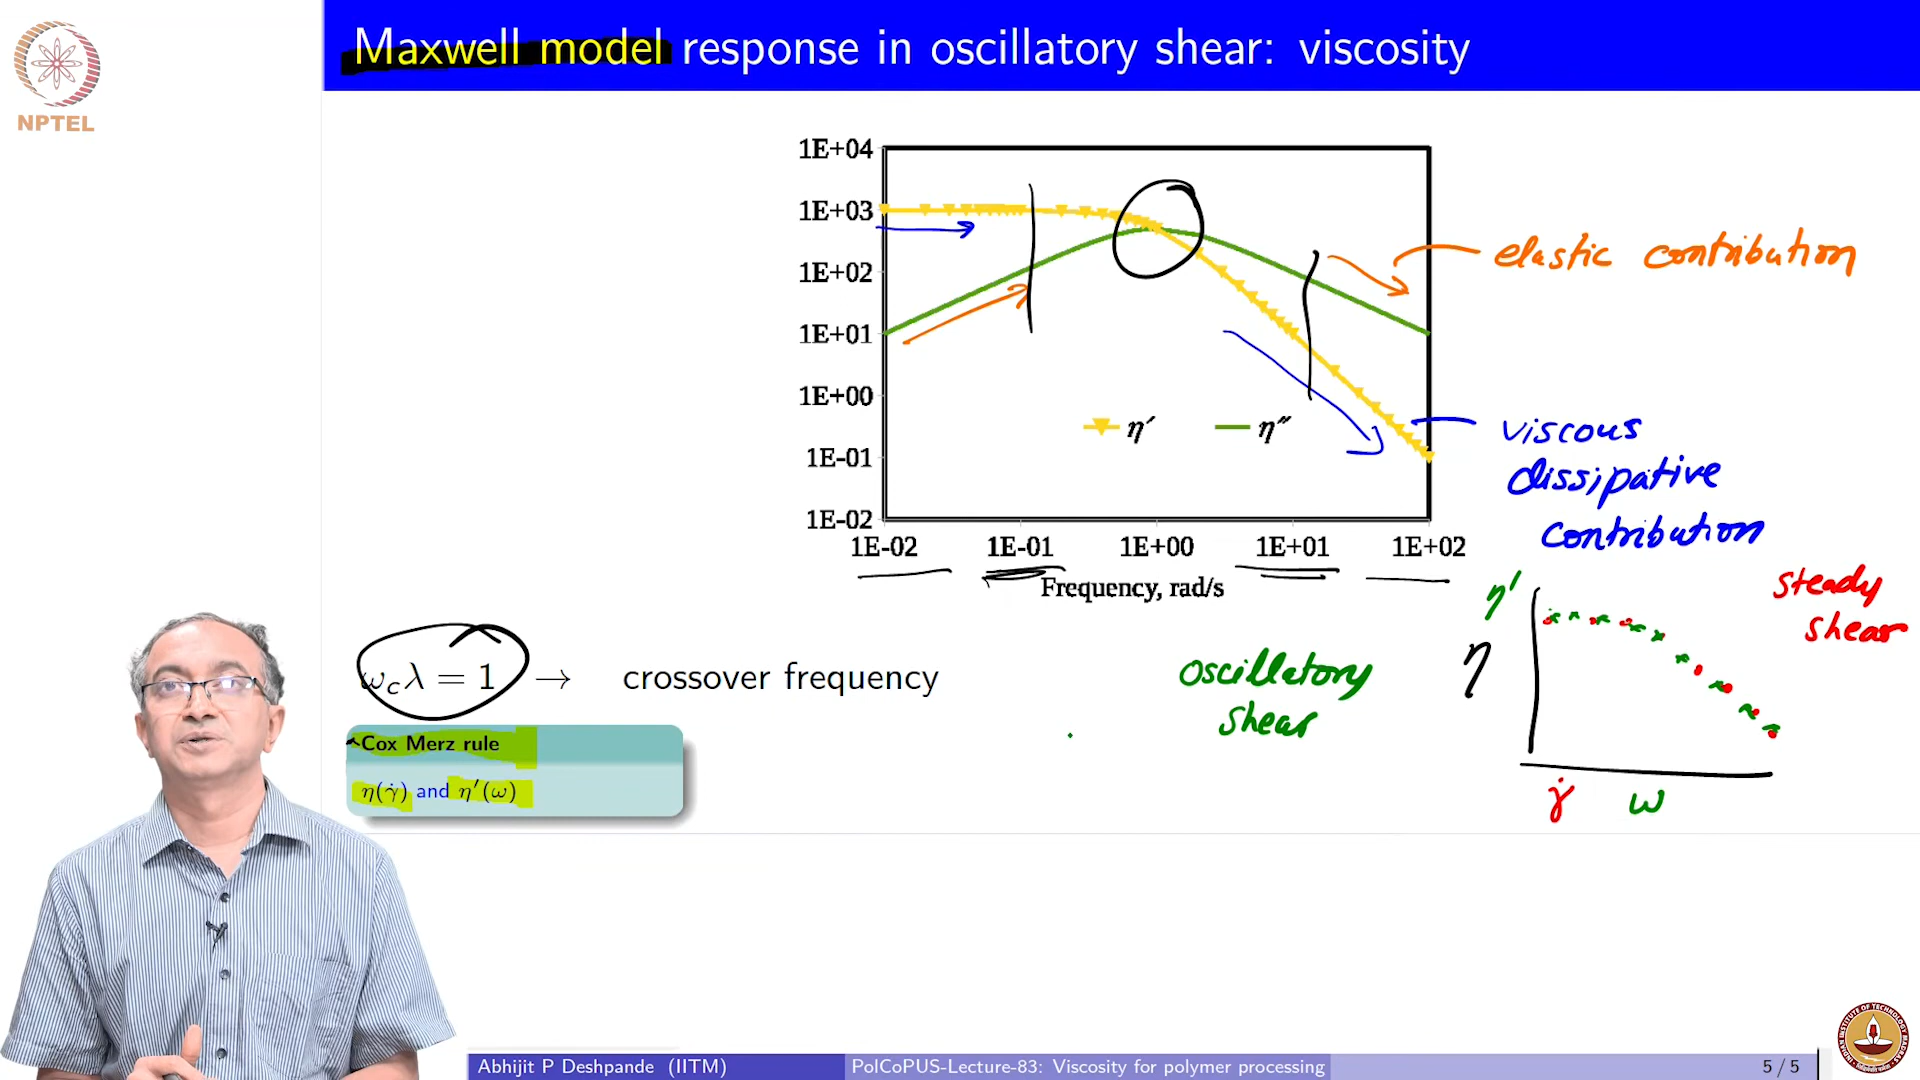 Maxwell model response in oscillatory shear: viscosity
NPTEL
1E+04
1E+03
1E+02
1E+01
1E+00
1E-01
1E-02
η′ η″
1E-02 1E-01 1E+00 1E+01 1E+02
Frequency, rad/s
elastic contribution
viscous
dissipative
contribution
η′
η
steady
shear
γ̇ ω
oscillatory
shear
ω_c λ = 1 → crossover frequency
Cox Merz rule
η(γ̇) and η′(ω)
Abhijit P Deshpande (IITM) PolCoPUS-Lecture-83: Viscosity for polymer processing 5 / 5